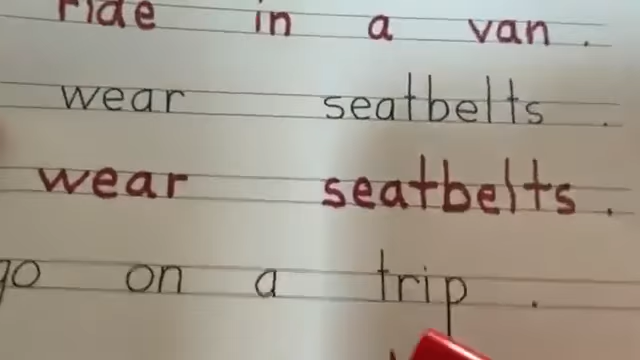 ride in a van .
wear seatbelts .
wear seatbelts .
go on a trip .